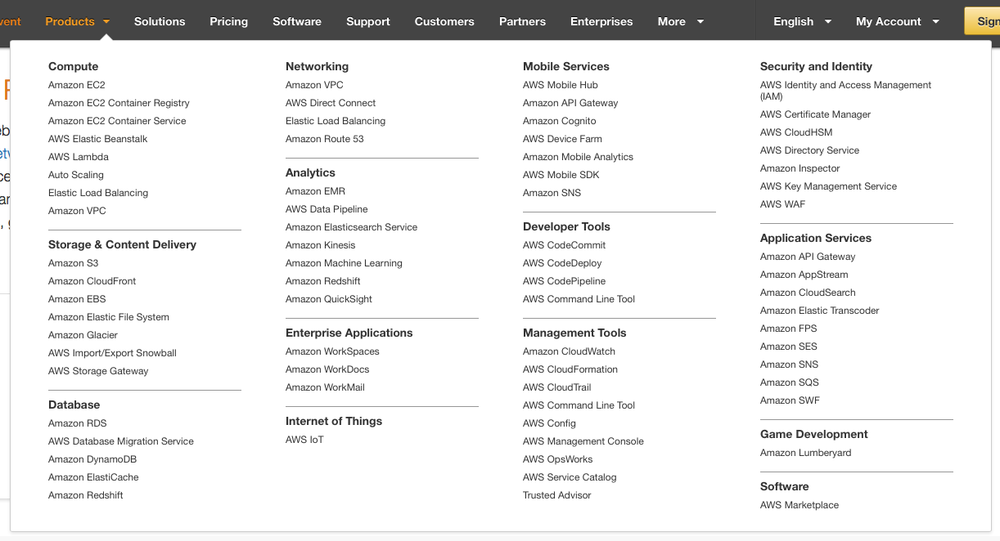 Products
Solutions
Pricing
Software
Support
Customers
Partners
Enterprises
More
English
My Account
Compute
Amazon EC2
Amazon EC2 Container Registry
Amazon EC2 Container Service
AWS Elastic Beanstalk
AWS Lambda
Auto Scaling
Elastic Load Balancing
Amazon VPC
Storage & Content Delivery
Amazon S3
Amazon CloudFront
Amazon EBS
Amazon Elastic File System
Amazon Glacier
AWS Import/Export Snowball
AWS Storage Gateway
Database
Amazon RDS
AWS Database Migration Service
Amazon DynamoDB
Amazon ElastiCache
Amazon Redshift
Networking
Amazon VPC
AWS Direct Connect
Elastic Load Balancing
Amazon Route 53
Analytics
Amazon EMR
AWS Data Pipeline
Amazon Elasticsearch Service
Amazon Kinesis
Amazon Machine Learning
Amazon Redshift
Amazon QuickSight
Enterprise Applications
Amazon WorkSpaces
Amazon WorkDocs
Amazon WorkMail
Internet of Things
AWS IoT
Mobile Services
AWS Mobile Hub
Amazon API Gateway
Amazon Cognito
AWS Device Farm
Amazon Mobile Analytics
AWS Mobile SDK
Amazon SNS
Developer Tools
AWS CodeCommit
AWS CodeDeploy
AWS CodePipeline
AWS Command Line Tool
Management Tools
Amazon CloudWatch
AWS CloudFormation
AWS CloudTrail
AWS Command Line Tool
AWS Config
AWS Management Console
AWS OpsWorks
AWS Service Catalog
Trusted Advisor
Security and Identity
AWS Identity and Access Management
(IAM)
AWS Certificate Manager
AWS CloudHSM
AWS Directory Service
Amazon Inspector
AWS Key Management Service
AWS WAF
Application Services
Amazon API Gateway
Amazon AppStream
Amazon CloudSearch
Amazon Elastic Transcoder
Amazon FPS
Amazon SES
Amazon SNS
Amazon SQS
Amazon SWF
Game Development
Amazon Lumberyard
Software
AWS Marketplace